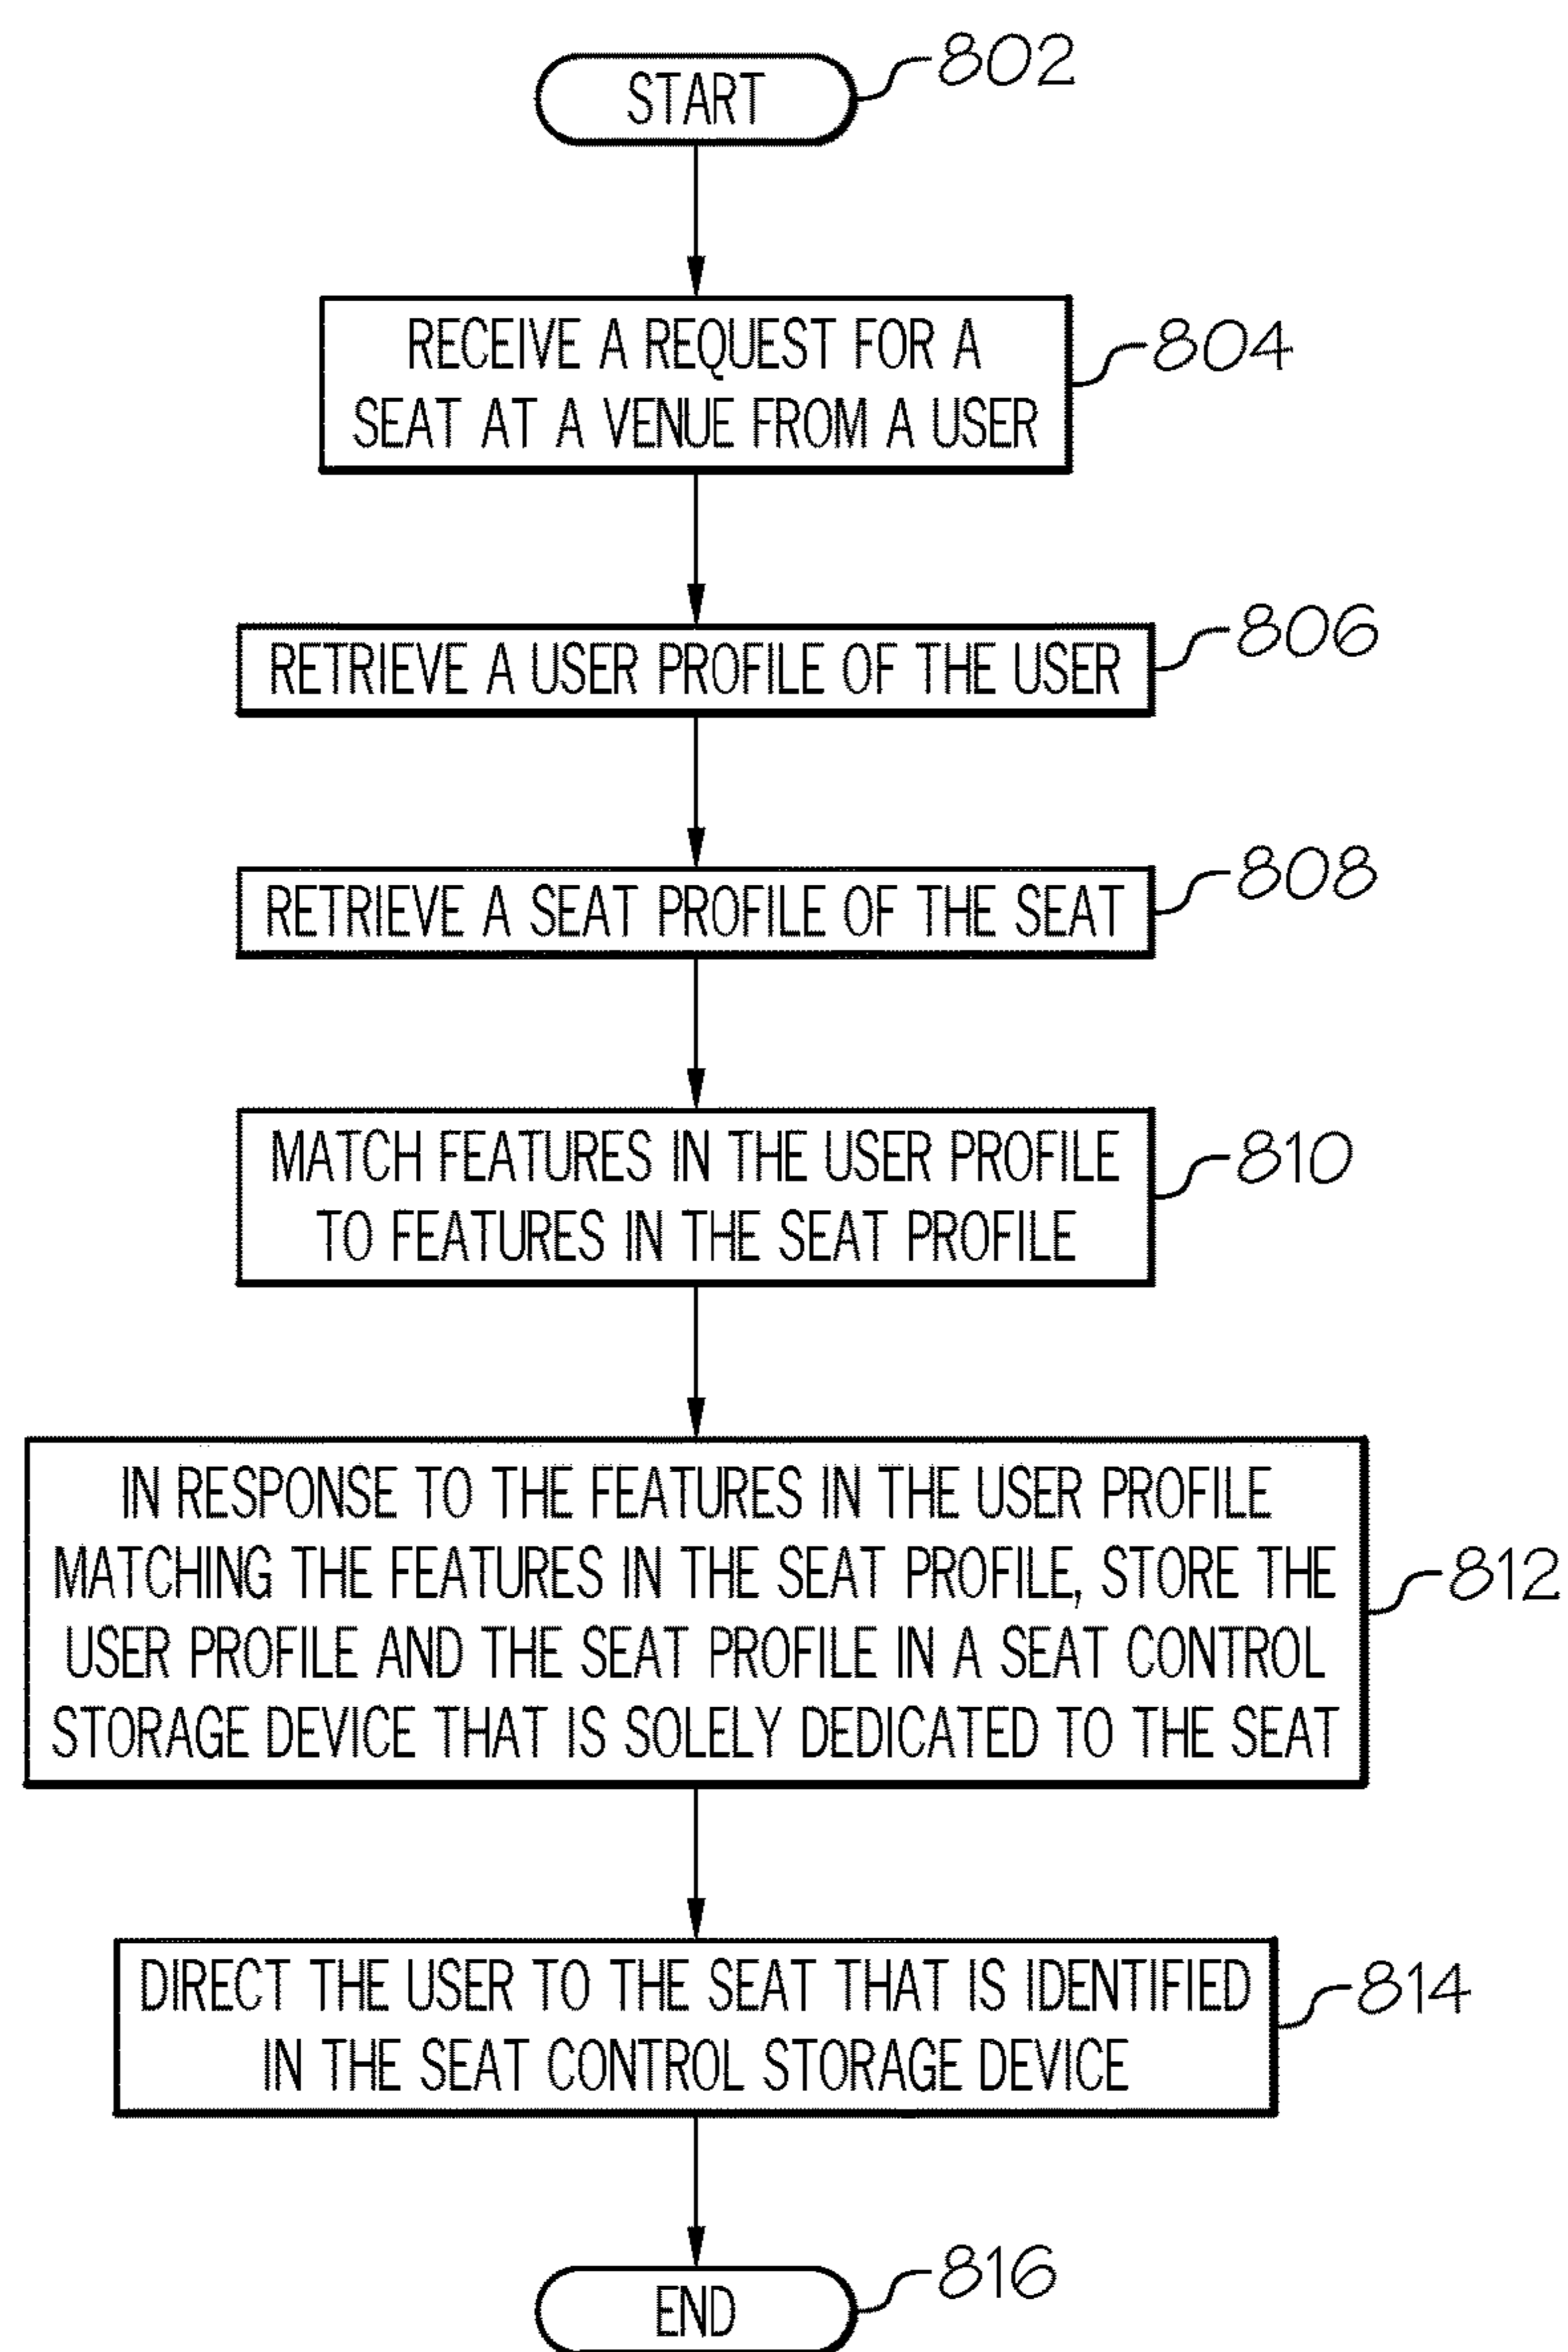 START
802
RECEIVE A REQUEST FOR A
SEAT AT A VENUE FROM A USER
804
RETRIEVE A USER PROFILE OF THE USER
806
RETRIEVE A SEAT PROFILE OF THE SEAT
808
MATCH FEATURES IN THE USER PROFILE
TO FEATURES IN THE SEAT PROFILE
810
IN RESPONSE TO THE FEATURES IN THE USER PROFILE
MATCHING THE FEATURES IN THE SEAT PROFILE, STORE THE
USER PROFILE AND THE SEAT PROFILE IN A SEAT CONTROL
STORAGE DEVICE THAT IS SOLELY DEDICATED TO THE SEAT
812
DIRECT THE USER TO THE SEAT THAT IS IDENTIFIED
IN THE SEAT CONTROL STORAGE DEVICE
814
END
816